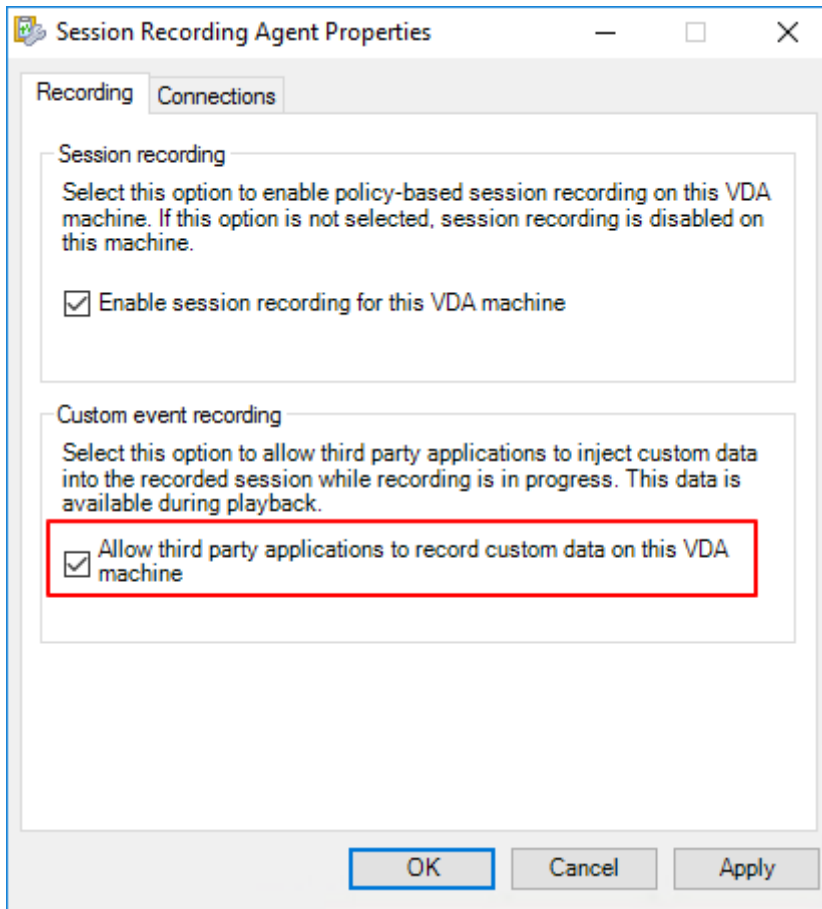 Session Recording Agent Properties
Recording
Connections
Session recording
Select this option to enable policy-based session recording on this VDA
machine. If this option is not selected, session recording is disabled on
this machine.
Enable session recording for this VDA machine
Custom event recording
Select this option to allow third party applications to inject custom data
into the recorded session while recording is in progress. This data is
available during playback.
Allow third party applications to record custom data on this VDA
machine
OK
Cancel
Apply